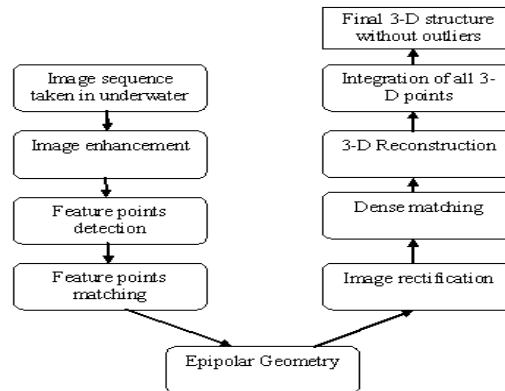 Image sequence
taken in underwater
Image enhancement
Feature points
detection
Feature points
matching
Epipolar Geometry
Image rectification
Dense matching
3-D Reconstruction
Integration of all 3-
D points
Final 3-D structure
without outliers